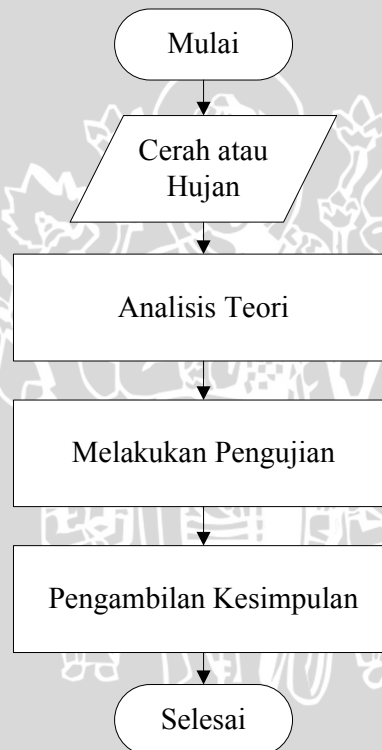 Mulai
Cerah atau
Hujan
Analisis Teori
Melakukan Pengujian
Pengambilan Kesimpulan
Selesai